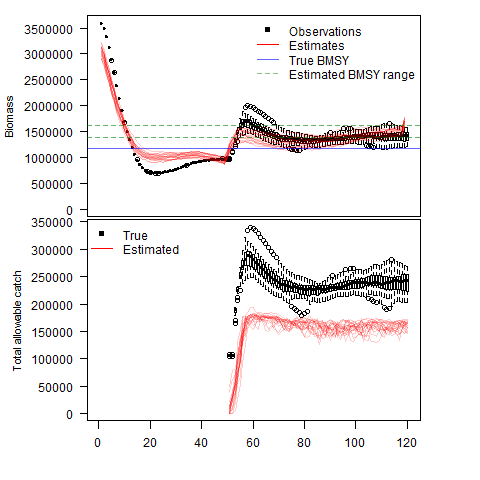 3500000
3000000
2500000
2000000
1500000
1000000
500000
0
Biomass
Observations
Estimates
True BMSY
Estimated BMSY range
350000
300000
250000
200000
150000
100000
50000
0
Total allowable catch
True
Estimated
0 20 40 60 80 100 120